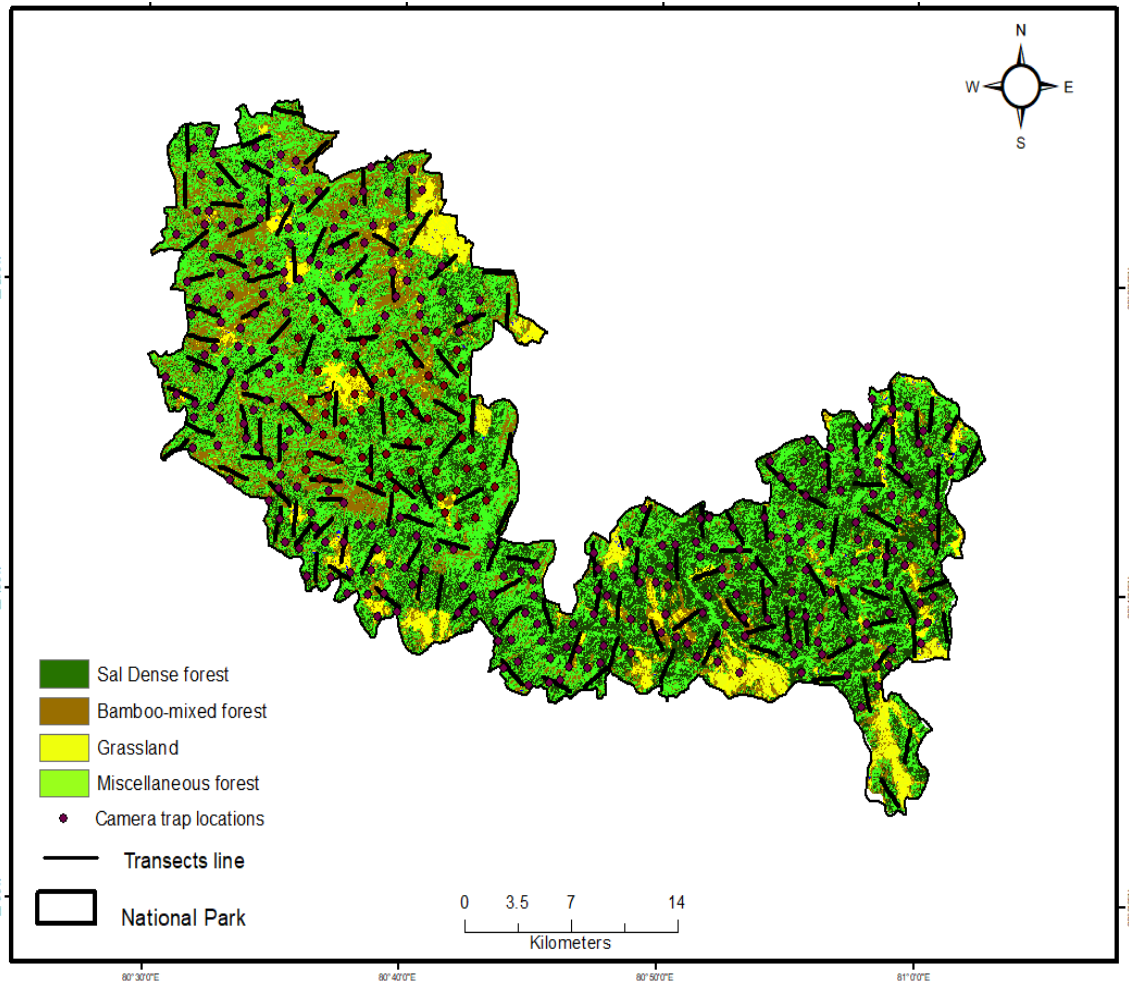 N
W E
S
Sal Dense forest
Bamboo-mixed forest
Grassland
Miscellaneous forest
Camera trap locations
Transects line
National Park
0 3.5 7 14
Kilometers
80°30'0"E 80°40'0"E 80°50'0"E 81°0'0"E